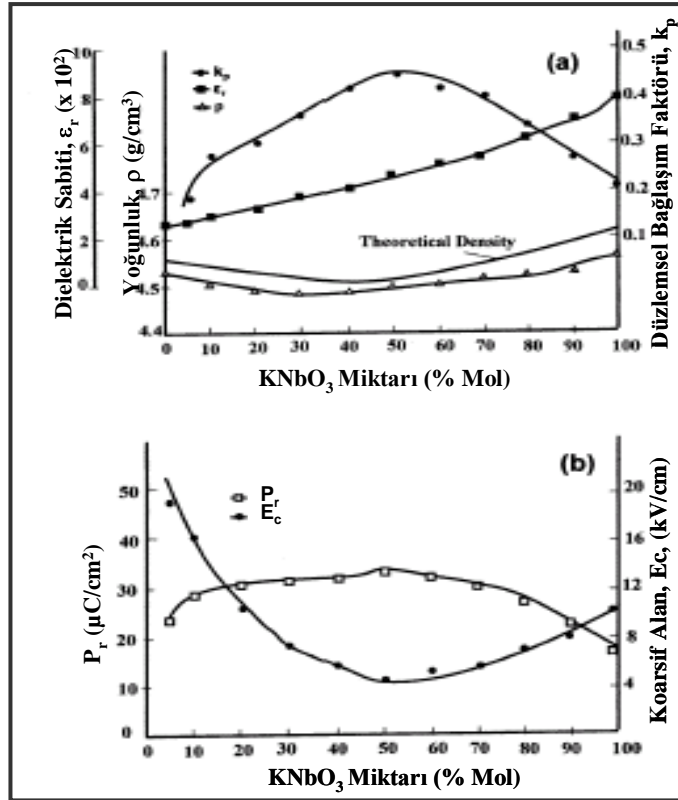 Dielektrik Sabiti, εr (x 10²)
10
8
6
4
2
0.1
Yoğunluk, ρ (g/cm³)
4.7
4.6
4.5
4.4
(a)
kp
εr
ρ
Theoretical Density
0.5
0.4
0.3
0.2
0.1
Düzlemsel Bağlaşım Faktörü, kp
0 10 20 30 40 50 60 70 80 90 100
KNbO₃ Miktarı (% Mol)
(b)
Pr
Ec
Pr (µC/cm²)
50
40
30
20
10
0
20
16
12
8
4
Koarsif Alan, Ec, (kV/cm)
0 10 20 30 40 50 60 70 80 90 100
KNbO₃ Miktarı (% Mol)